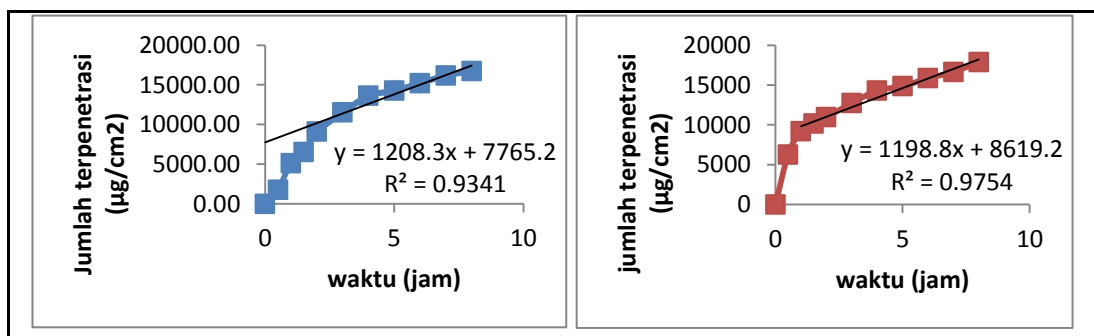 Jumlah terpenetrasi
(µg/cm2)
20000.00
15000.00
10000.00
5000.00
0.00
y = 1208.3x + 7765.2
R² = 0.9341
0 5 10
waktu (jam)
jumlah terpenetrasi
(µg/cm2)
20000
15000
10000
5000
0
y = 1198.8x + 8619.2
R² = 0.9754
0 5 10
waktu (jam)